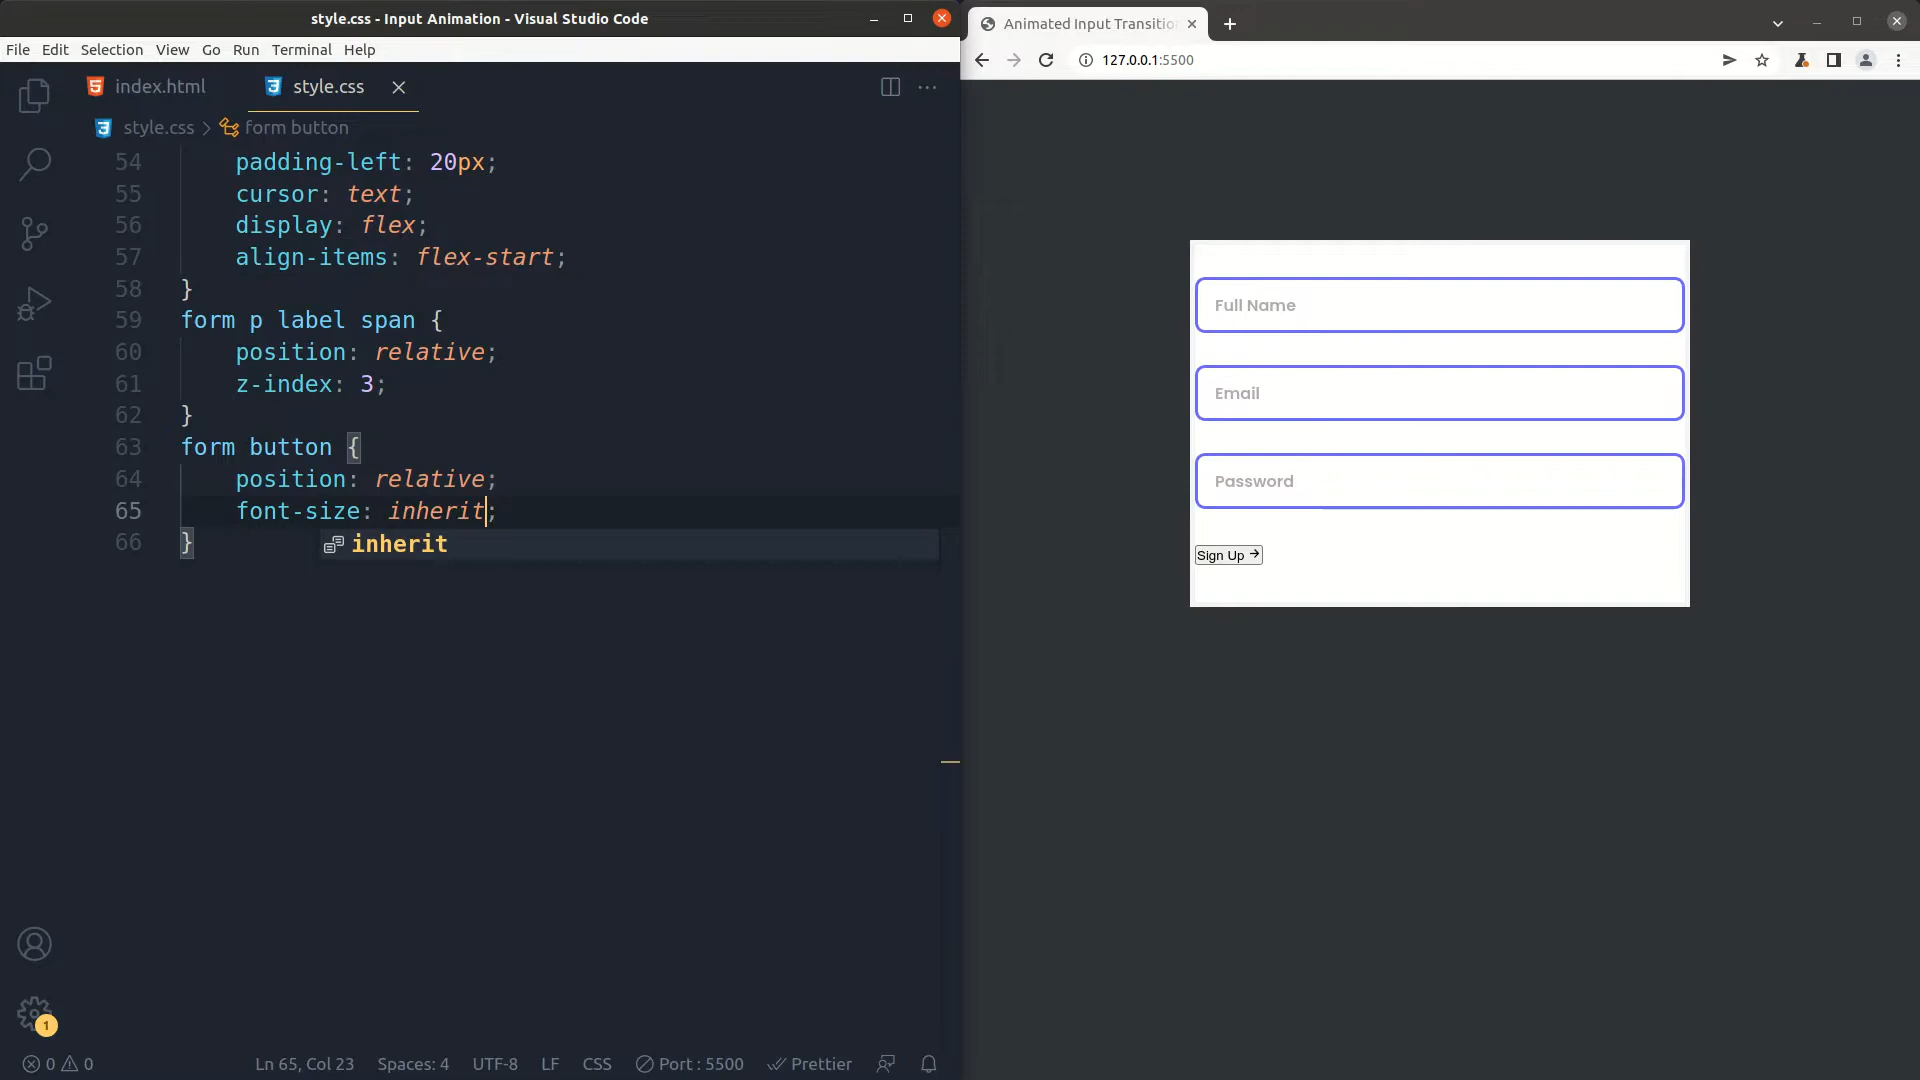 style.css - Input Animation - Visual Studio Code
File Edit Selection View Go Run Terminal Help
index.html style.css
style.css > form button
54 padding-left: 20px;
55 cursor: text;
56 display: flex;
57 align-items: flex-start;
58 }
59 form p label span {
60 position: relative;
61 z-index: 3;
62 }
63 form button {
64 position: relative;
65 font-size: inherit;
66 }
inherit
1
0 0 Ln 65, Col 23 Spaces: 4 UTF-8 LF CSS Port : 5500 Prettier
Animated Input Transitio
127.0.0.1:5500
Full Name
Email
Password
Sign Up →